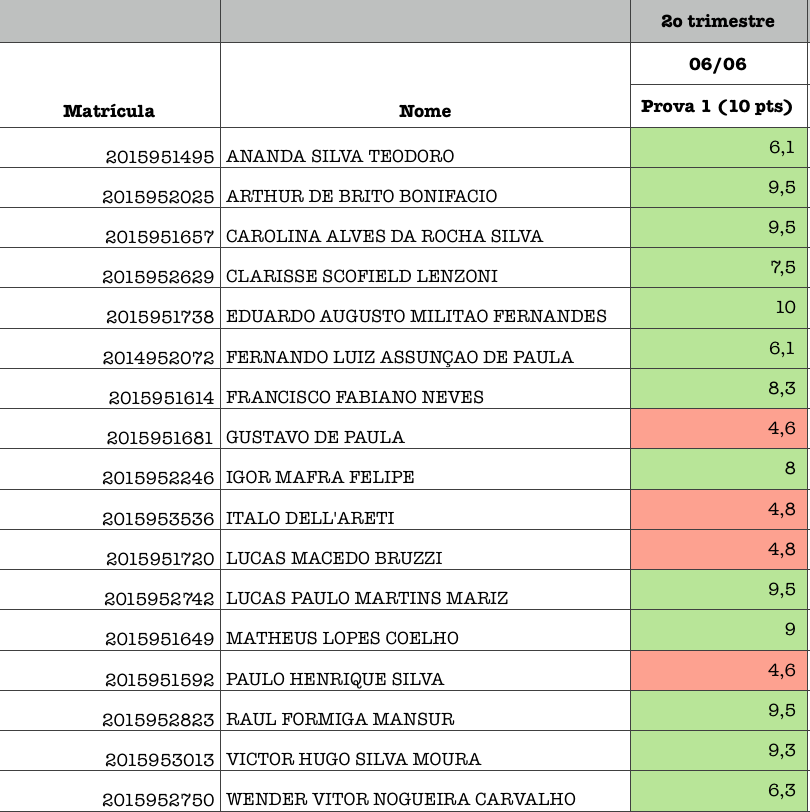 2o trimestre
06/06
Matrícula Nome Prova 1 (10 pts)
2015951495 ANANDA SILVA TEODORO 6,1
2015952025 ARTHUR DE BRITO BONIFACIO 9,5
2015951657 CAROLINA ALVES DA ROCHA SILVA 9,5
2015952629 CLARISSE SCOFIELD LENZONI 7,5
2015951738 EDUARDO AUGUSTO MILITAO FERNANDES 10
2014952072 FERNANDO LUIZ ASSUNÇAO DE PAULA 6,1
2015951614 FRANCISCO FABIANO NEVES 8,3
2015951681 GUSTAVO DE PAULA 4,6
2015952246 IGOR MAFRA FELIPE 8
2015953536 ITALO DELL'ARETI 4,8
2015951720 LUCAS MACEDO BRUZZI 4,8
2015952742 LUCAS PAULO MARTINS MARIZ 9,5
2015951649 MATHEUS LOPES COELHO 9
2015951592 PAULO HENRIQUE SILVA 4,6
2015952823 RAUL FORMIGA MANSUR 9,5
2015953013 VICTOR HUGO SILVA MOURA 9,3
2015952750 WENDER VITOR NOGUEIRA CARVALHO 6,3